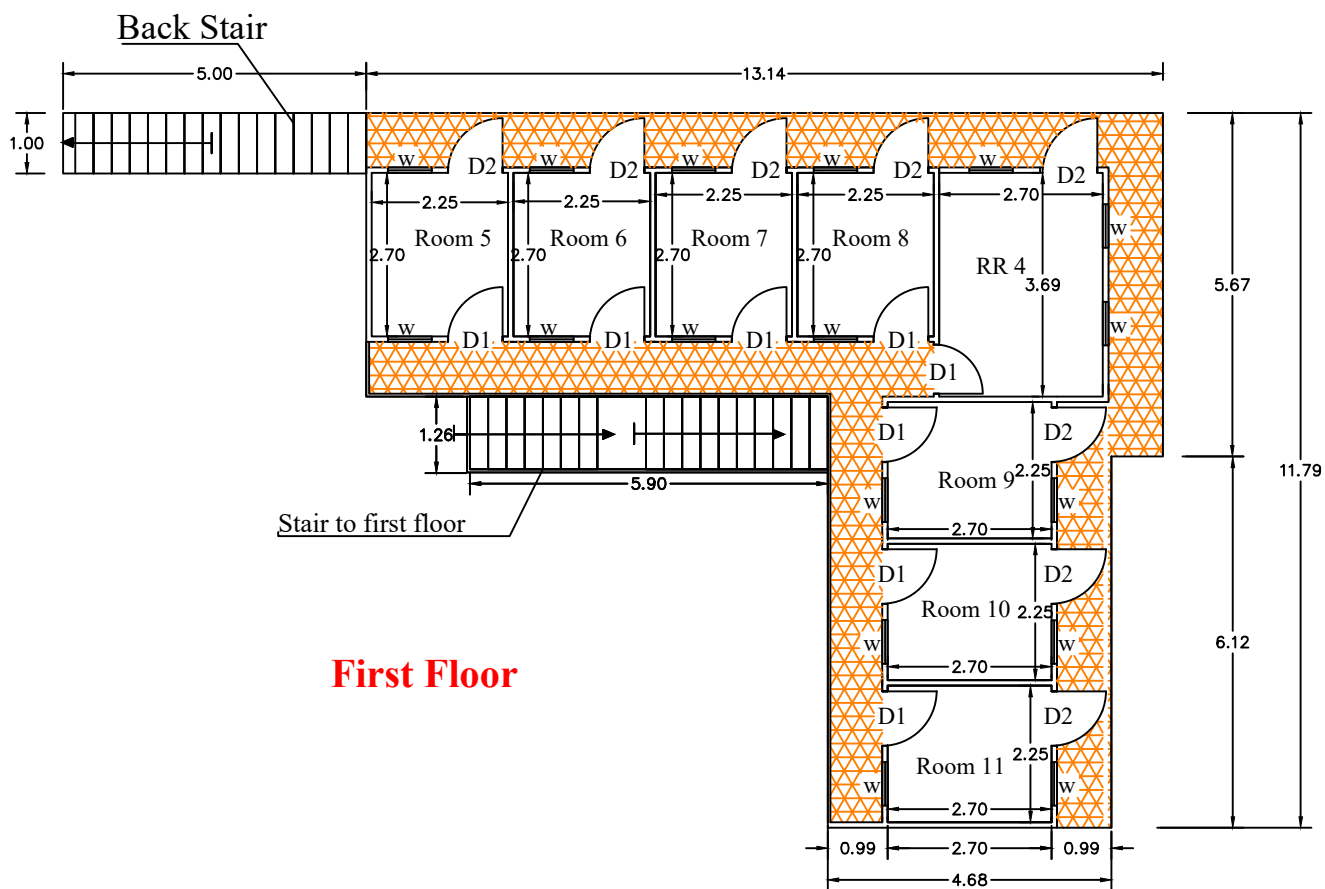 Back Stair
5.00
13.14
1.00
W
D2
W
D2
W
D2
W
D2
W
D2
2.25
2.25
2.25
2.25
2.70
W
Room 5
Room 6
Room 7
Room 8
2.70
2.70
2.70
2.70
RR 4
3.69
5.67
W
W
D1
W
D1
W
D1
W
D1
W
D1
1.26
D1
D2
2.25
11.79
5.90
Room 9
W
W
Stair to first floor
2.70
D1
D2
Room 10
2.25
W
W
6.12
First Floor
2.70
D1
D2
2.25
Room 11
W
W
2.70
0.99
2.70
0.99
4.68